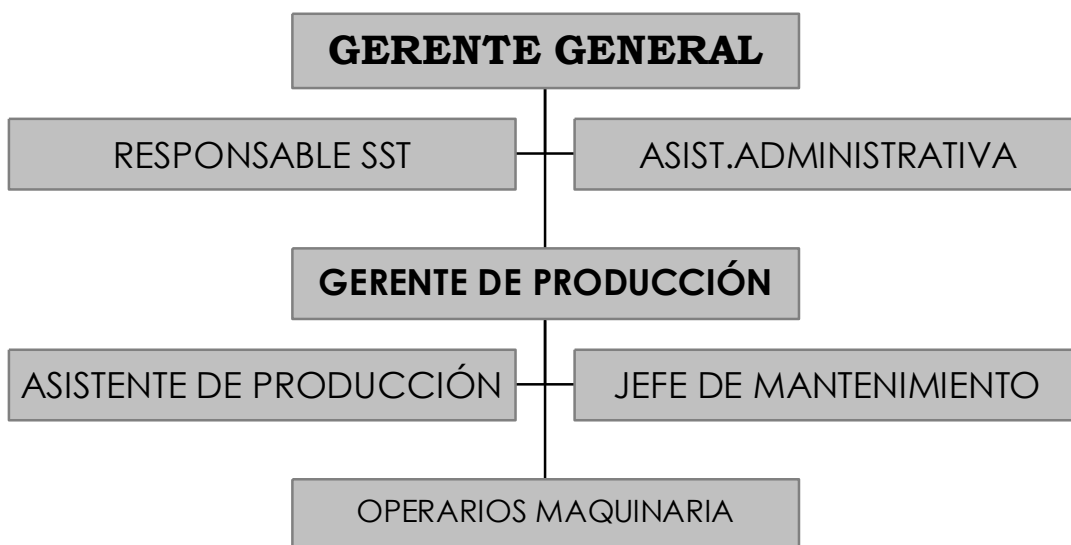 GERENTE GENERAL
RESPONSABLE SST
ASIST.ADMINISTRATIVA
GERENTE DE PRODUCCIÓN
ASISTENTE DE PRODUCCIÓN
JEFE DE MANTENIMIENTO
OPERARIOS MAQUINARIA